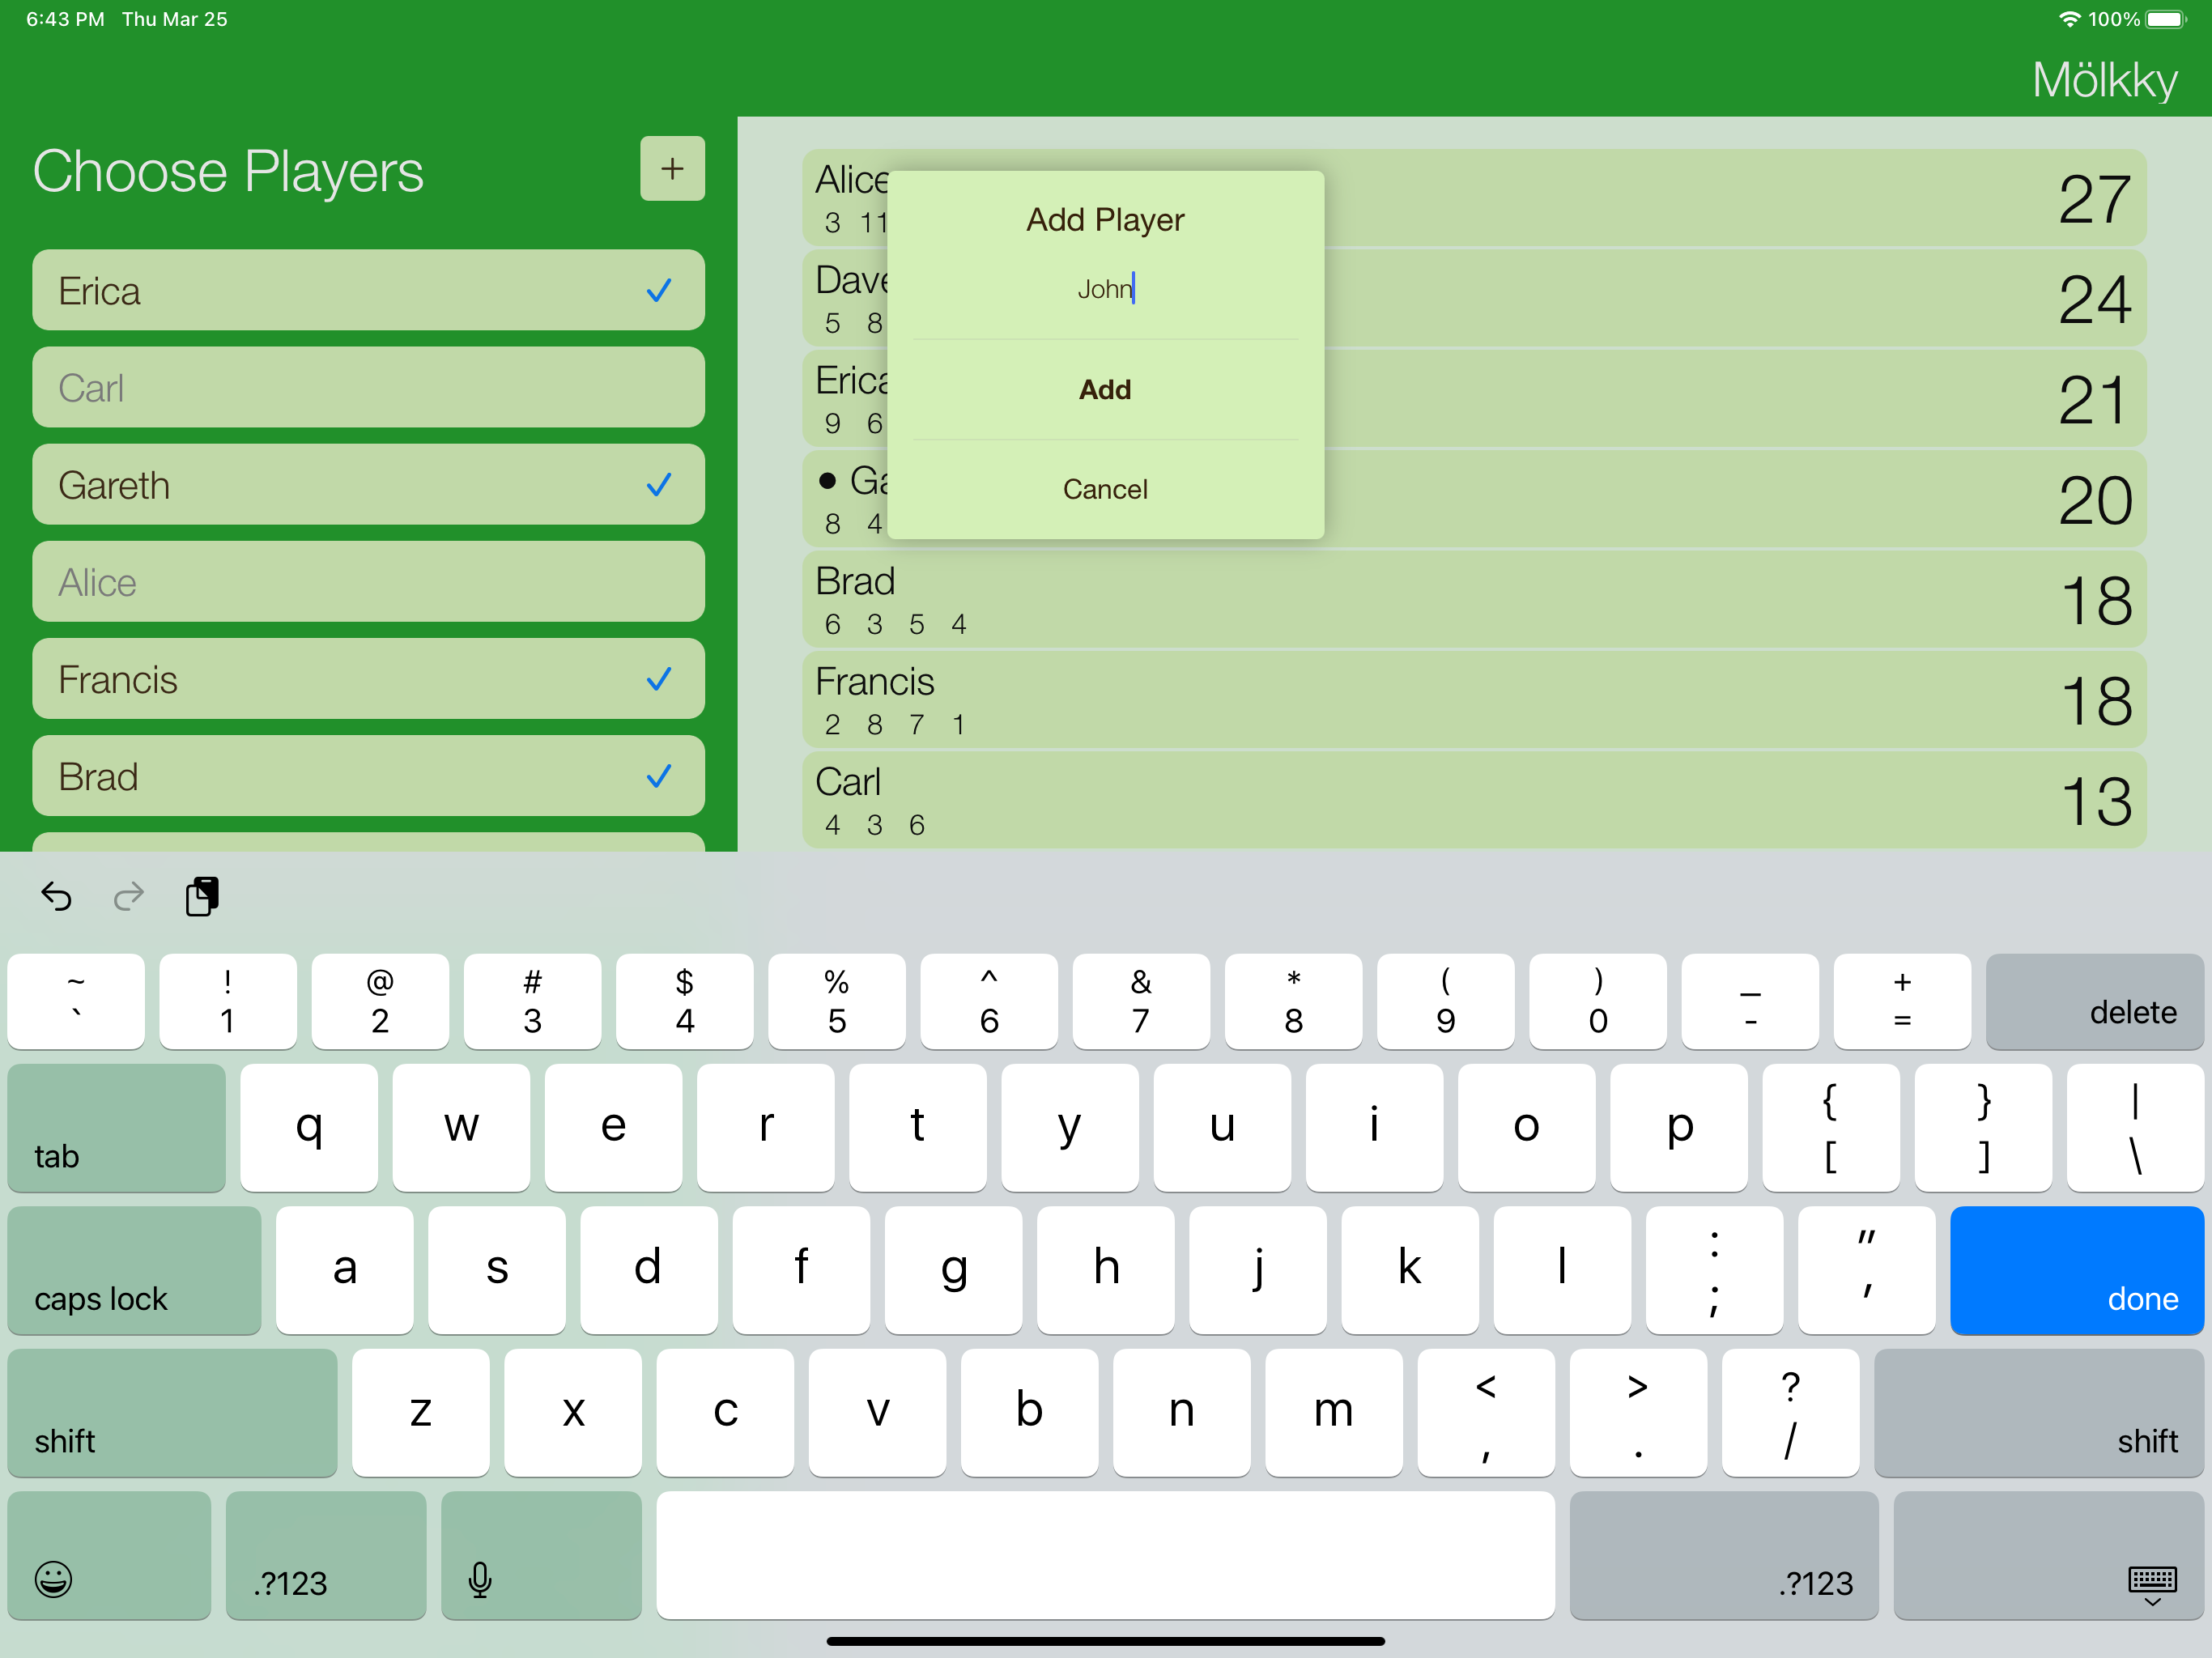 6:43 PM Thu Mar 25
100%
Mölkky
Choose Players
+
Erica
Carl
Gareth
Alice
Francis
Brad
Alice
3 11
27
Dave
5 8
24
Erica
9 6
21
8 4
20
Brad
6 3 5 4
18
Francis
2 8 7 1
18
Carl
4 3 6
13
Add Player
John
Add
Cancel
~ ! @ # $ % ^ & * ( ) _ +
` 1 2 3 4 5 6 7 8 9 0 - = delete
tab q w e r t y u i o p { [ } ] | \
caps lock a s d f g h j k l : ; " ' done
shift z x c v b n m < , > . ? / shift
.?123 .?123